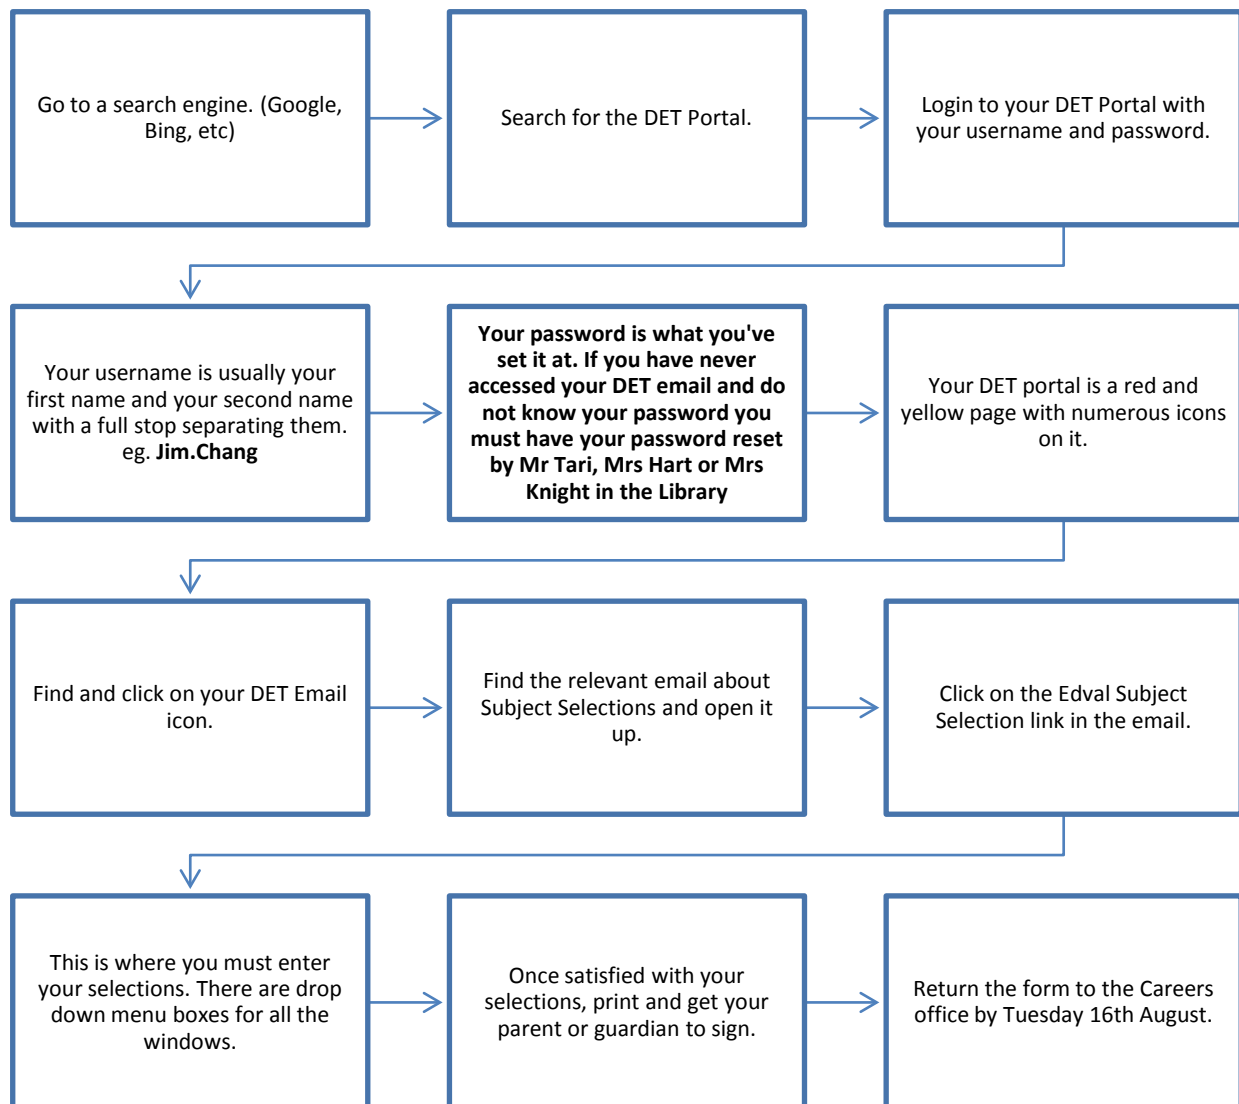 Go to a search engine. (Google,
Bing, etc)
Search for the DET Portal.
Login to your DET Portal with
your username and password.
Your username is usually your
first name and your second name
with a full stop separating them.
eg. Jim.Chang
Your password is what you've
set it at. If you have never
accessed your DET email and do
not know your password you
must have your password reset
by Mr Tari, Mrs Hart or Mrs
Knight in the Library
Your DET portal is a red and
yellow page with numerous icons
on it.
Find and click on your DET Email
icon.
Find the relevant email about
Subject Selections and open it
up.
Click on the Edval Subject
Selection link in the email.
This is where you must enter
your selections. There are drop
down menu boxes for all the
windows.
Once satisfied with your
selections, print and get your
parent or guardian to sign.
Return the form to the Careers
office by Tuesday 16th August.